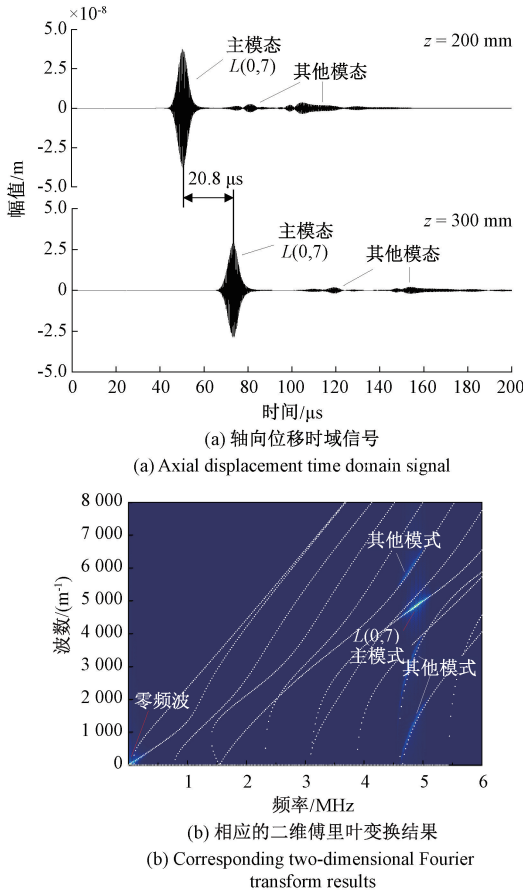 ×10-8
5.0
2.5
0
-2.5
-5.0
主模态
L(0,7)
其他模态
z = 200 mm
20.8 μs
幅值/m
5.0
2.5
0
-2.5
-5.0
主模态
L(0,7)
其他模态
z = 300 mm
0 20 40 60 80 100 120 140 160 180 200
时间/μs
(a) 轴向位移时域信号
(a) Axial displacement time domain signal
8 000
7 000
6 000
5 000
4 000
3 000
2 000
1 000
0
波数/(m-1)
其他模式
L(0,7)
主模式
其他模式
零频波
1 2 3 4 5 6
频率/MHz
(b) 相应的二维傅里叶变换结果
(b) Corresponding two-dimensional Fourier
transform results